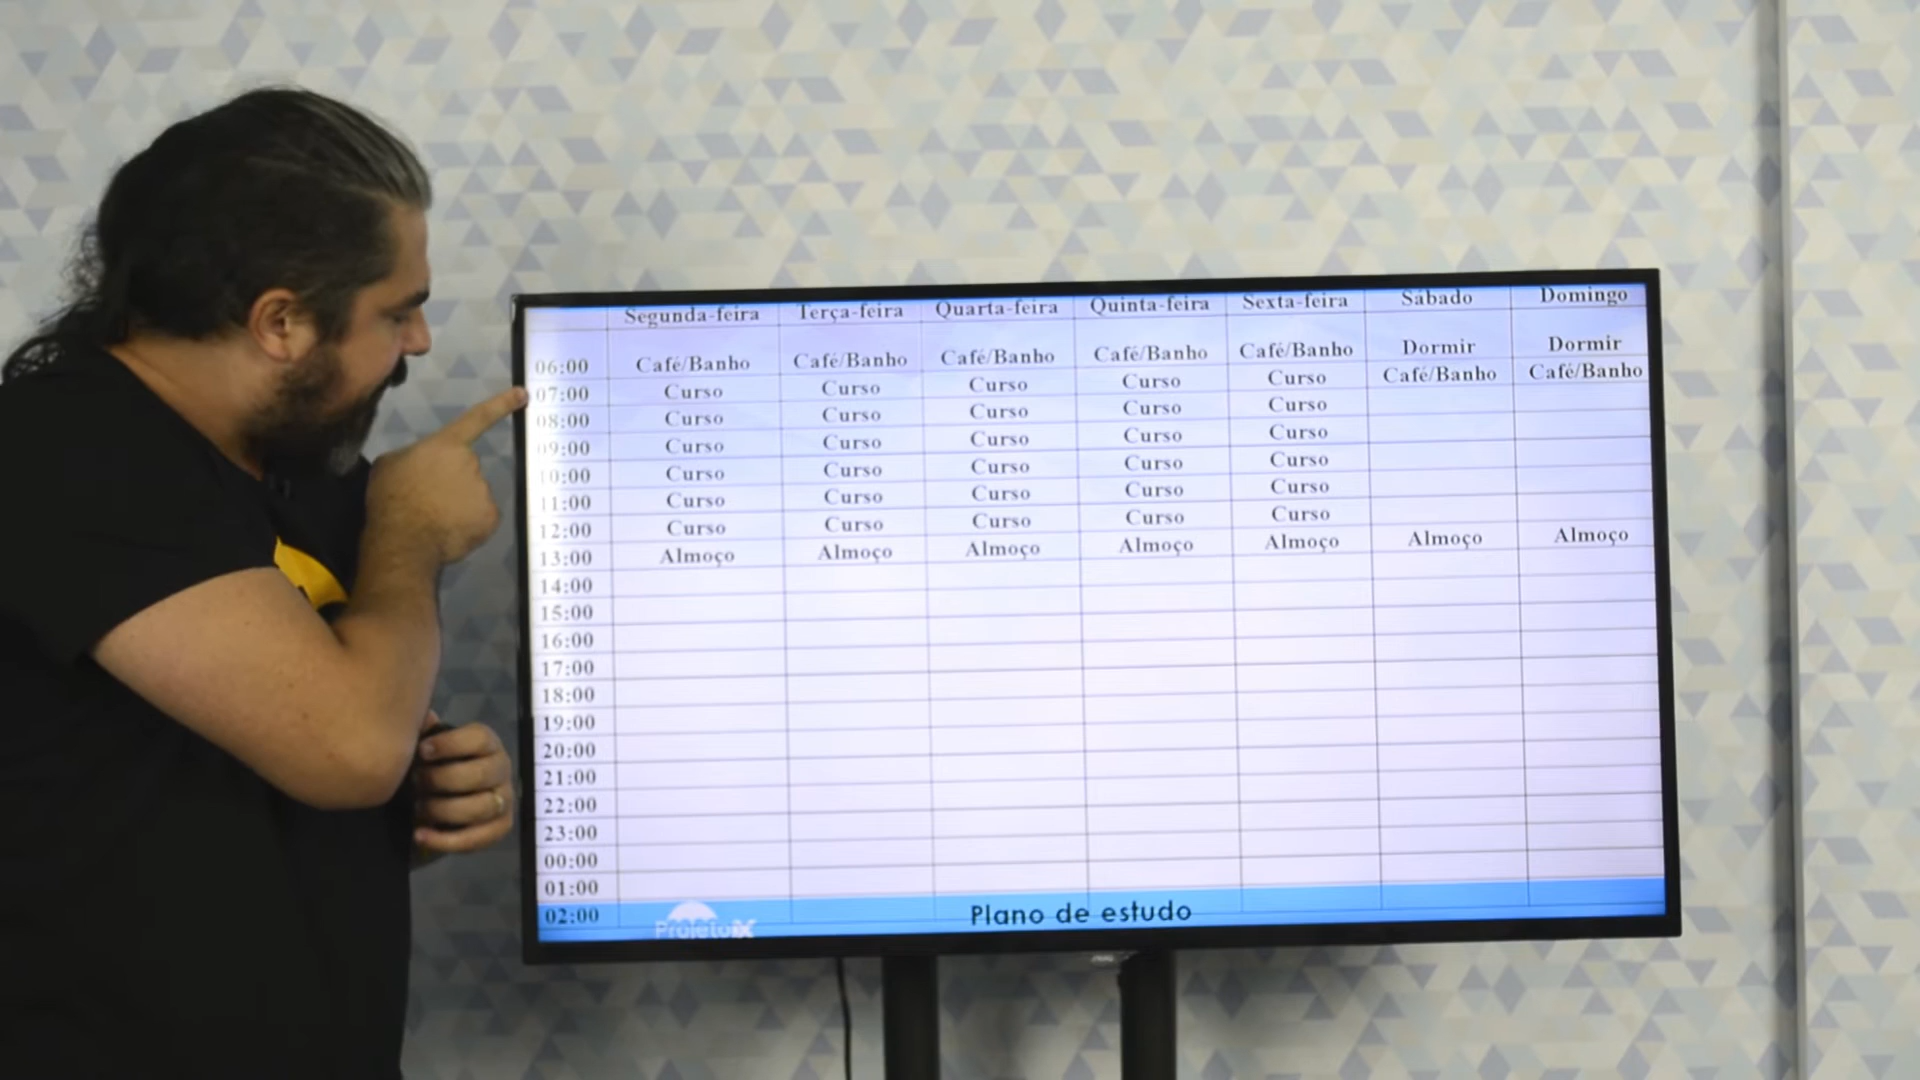 Segunda-feira Terça-feira Quarta-feira Quinta-feira Sexta-feira Sábado Domingo
06:00 Café/Banho Café/Banho Café/Banho Café/Banho Café/Banho Dormir Dormir
07:00 Curso Curso Curso Curso Curso Café/Banho Café/Banho
08:00 Curso Curso Curso Curso Curso
09:00 Curso Curso Curso Curso Curso
10:00 Curso Curso Curso Curso Curso
11:00 Curso Curso Curso Curso Curso
12:00 Curso Curso Curso Curso Curso
13:00 Almoço Almoço Almoço Almoço Almoço Almoço Almoço
14:00
15:00
16:00
17:00
18:00
19:00
20:00
21:00
22:00
23:00
00:00
01:00
02:00 Projetoix Plano de estudo